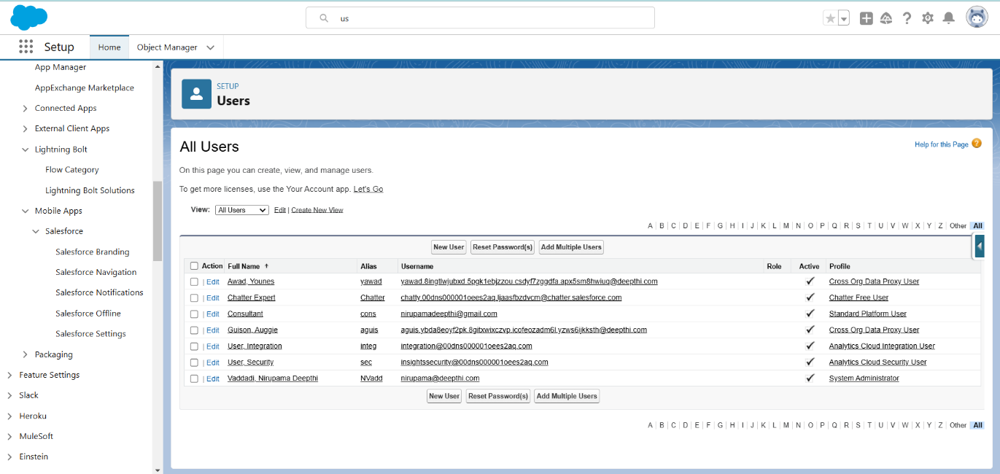 us
Setup Home Object Manager
App Manager
AppExchange Marketplace
Connected Apps
External Client Apps
Lightning Bolt
Flow Category
Lightning Bolt Solutions
Mobile Apps
Salesforce
Salesforce Branding
Salesforce Navigation
Salesforce Notifications
Salesforce Offline
Salesforce Settings
Packaging
Feature Settings
Slack
Heroku
MuleSoft
Einstein
SETUP
Users
All Users
Help for this Page ?
On this page you can create, view, and manage users.
To get more licenses, use the Your Account app. Let's Go
View: All Users Edit | Create New View
A B C D E F G H I J K L M N O P Q R S T U V W X Y Z Other All
New User Reset Password(s) Add Multiple Users
Action Full Name ↑ Alias Username Role Active Profile
Edit Awad, Younes yawad yawad.8ingtlwjubxd.5pgk1ebjzzou.csdyf7zggdfa.apx5sm8hwiuq@deepthi.com Cross Org Data Proxy User
Edit Chatter Expert Chatter chatty.00dns000001oees2aq.ljaasfbzdvcm@chatter.salesforce.com Chatter Free User
Edit Consultant cons nirupamadeepthi@gmail.com Standard Platform User
Edit Guison, Auggie aguis aguis.ybda8eoyf2pk.8gitxwixczvp.icofeozadm6l.yzws6ijkksth@deepthi.com Cross Org Data Proxy User
Edit User, Integration integ integration@00dns000001oees2aq.com Analytics Cloud Integration User
Edit User, Security sec insightssecurity@00dns000001oees2aq.com Analytics Cloud Security User
Edit Vaddadi, Nirupama Deepthi NVadd nirupama@deepthi.com System Administrator
New User Reset Password(s) Add Multiple Users
A B C D E F G H I J K L M N O P Q R S T U V W X Y Z Other All